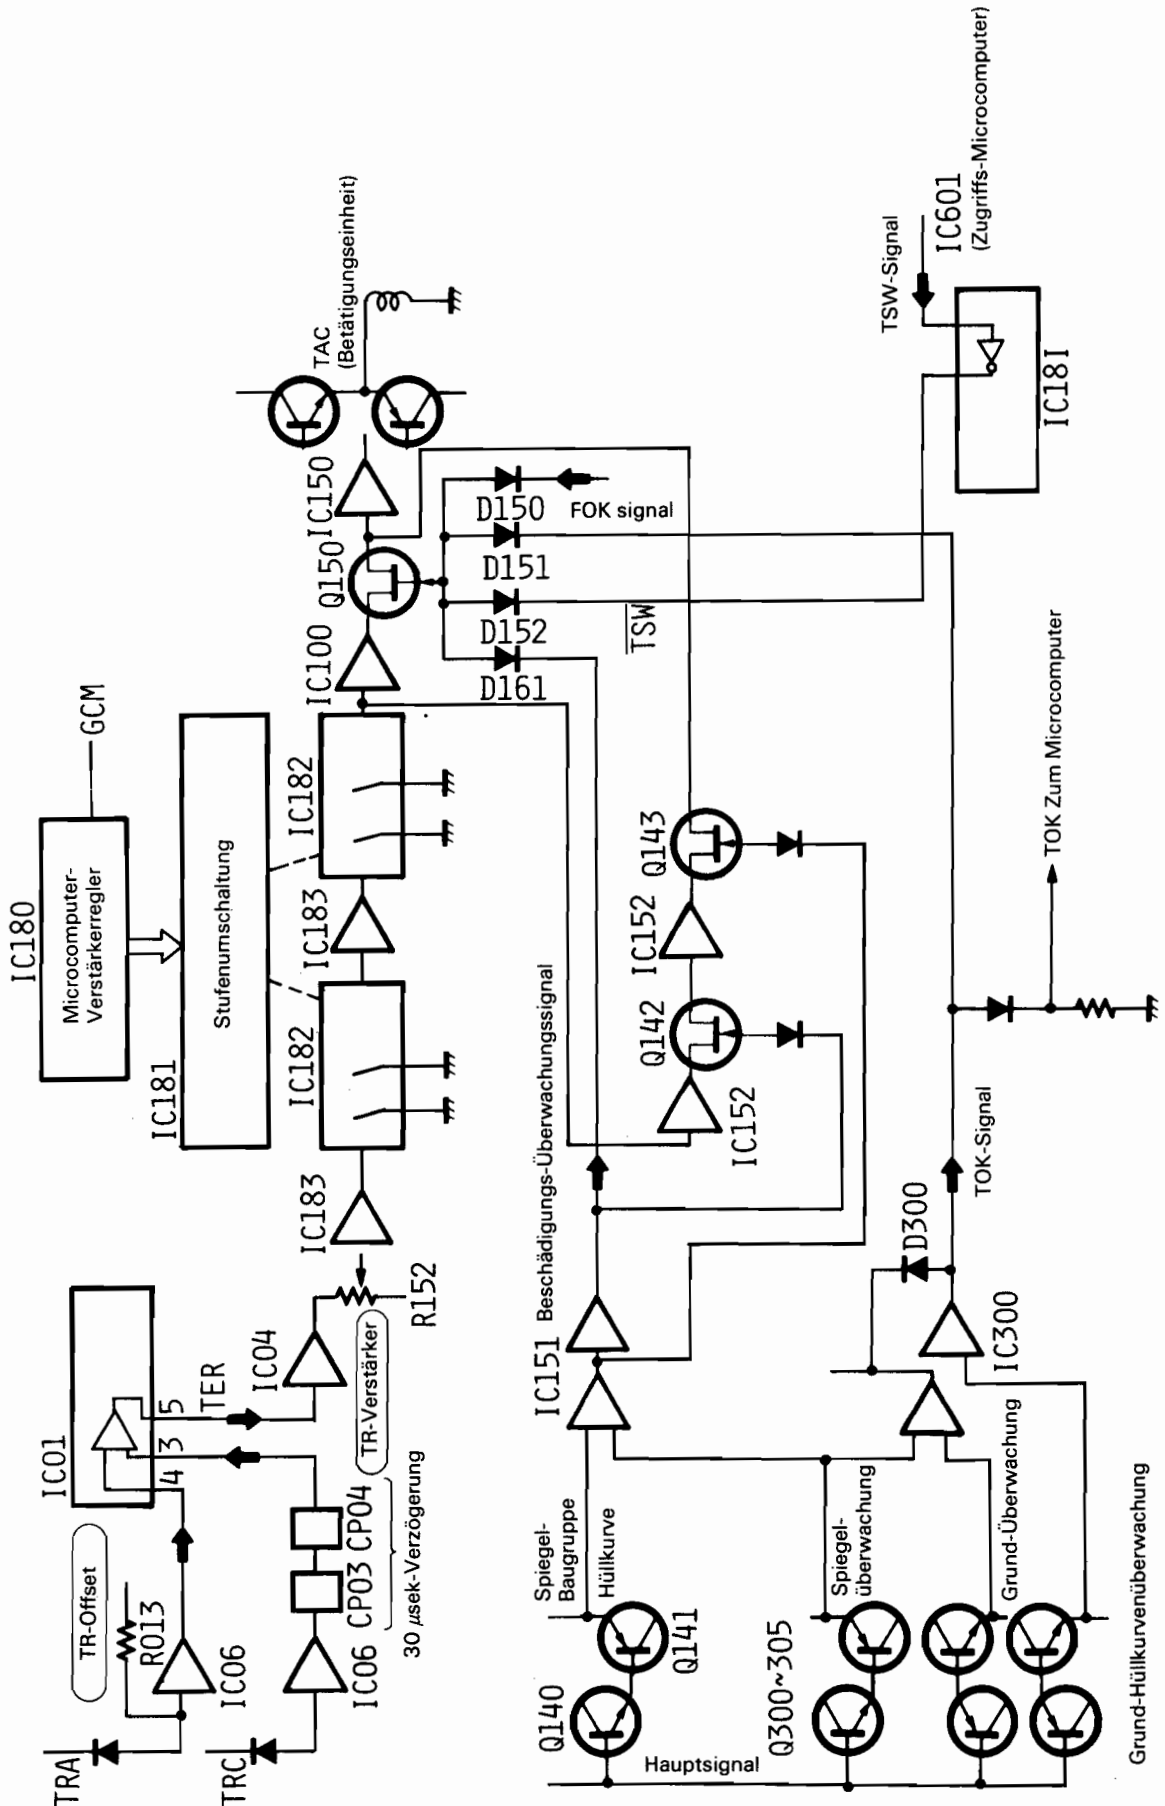 IC180
Microcomputer-
Verstärkerregler
GCM
IC181
Stufenumschaltung
IC01
4
3
5
TER
TR-Offset
R013
IC06
TRA
TRC
IC06
CP03
CP04
30 µsek-Verzögerung
IC04
TR-Verstärker
R152
IC183
IC182
IC183
IC182
IC100
Q150
IC150
TAC
(Betätigungseinheit)
D150
FOK signal
D151
D152
D161
TSW
TSW-Signal
IC601
(Zugriffs-Microcomputer)
IC18I
Beschädigungs-Überwachungssignal
IC152
Q142
IC152
Q143
IC151
Spiegel-
Baugruppe
Hüllkurve
Q140
Q141
Hauptsignal
Q300~305
Spiegel-
überwachung
Grund-Überwachung
Grund-Hüllkurvenüberwachung
IC300
D300
TOK-Signal
TOK Zum Microcomputer